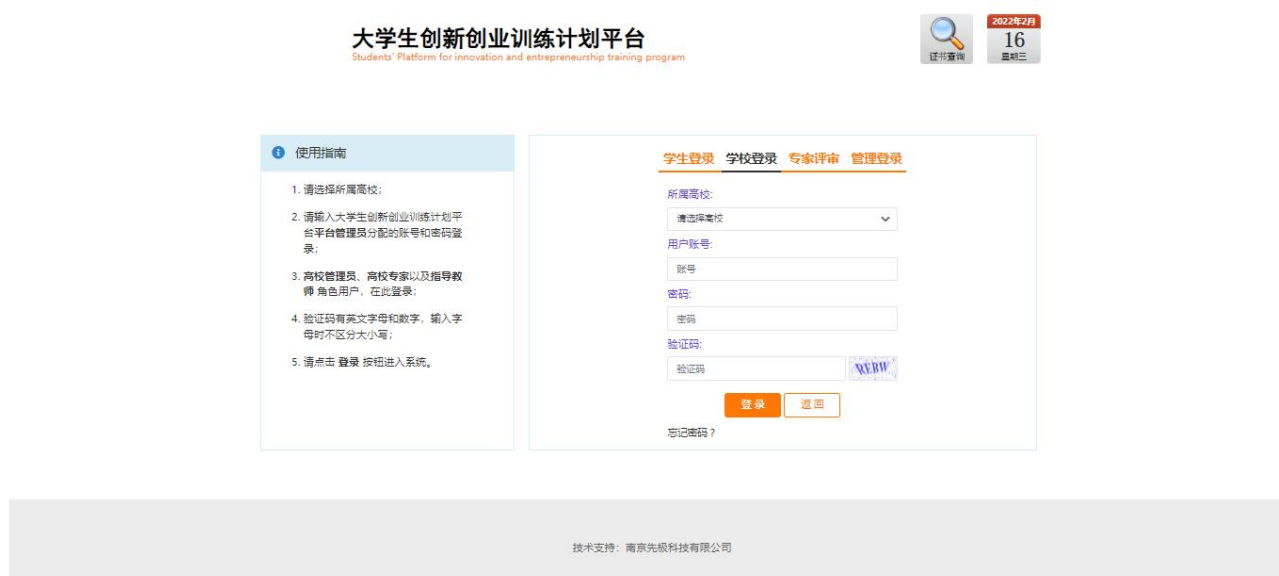 大学生创新创业训练计划平台
Students' Platform for innovation and entrepreneurship training program
证书查询
2022年2月
16
星期三
使用指南
1. 请选择所属高校;
2. 请输入大学生创新创业训练计划平
台平台管理员分配的账号和密码登
录;
3. 高校管理员、高校专家以及指导教
师 角色用户，在此登录;
4. 验证码有英文字母和数字，输入字
母时不区分大小写;
5. 请点击 登录 按钮进入系统。
学生登录 学校登录 专家评审 管理登录
所属高校:
请选择高校
用户账号:
账号
密码:
密码
验证码:
验证码
REBW
登 录 返 回
忘记密码？
技术支持：南京先极科技有限公司